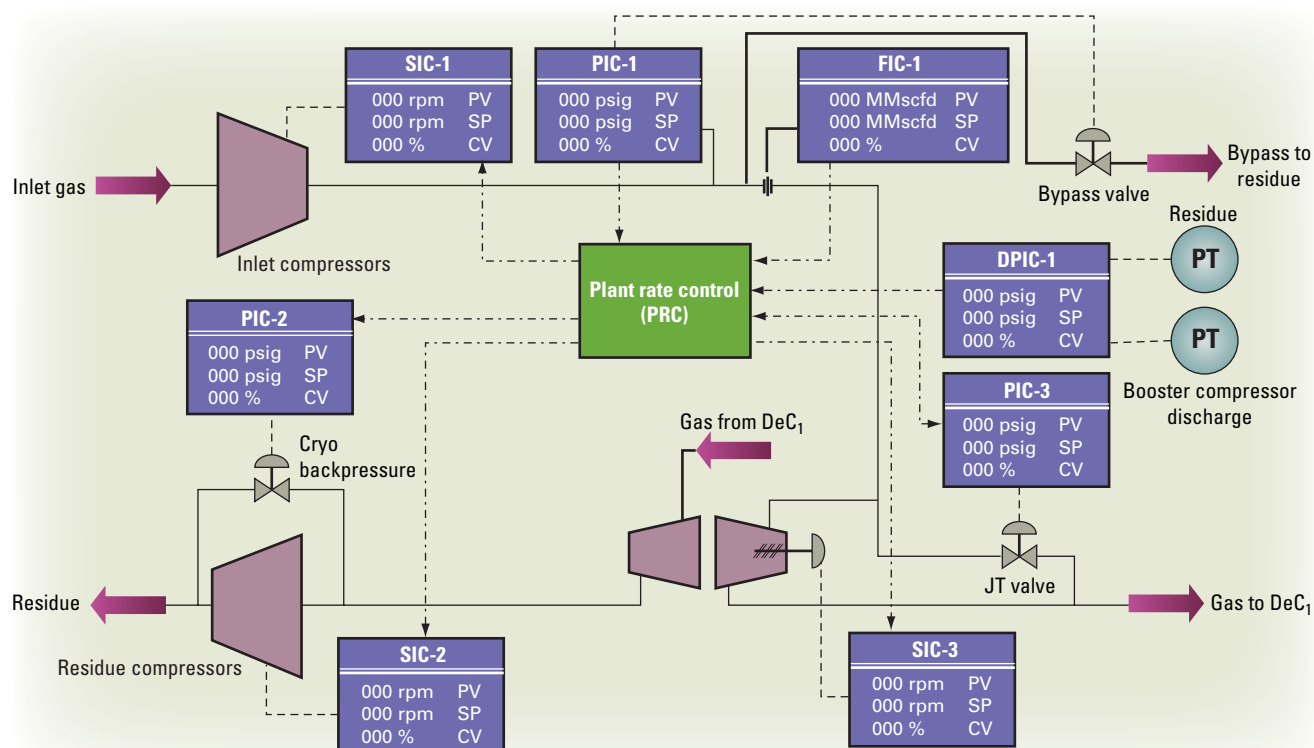 SIC-1
000 rpm PV
000 rpm SP
000 % CV
PIC-1
000 psig PV
000 psig SP
000 % CV
FIC-1
000 MMscfd PV
000 MMscfd SP
000 % CV
Inlet gas
Bypass to
residue
Bypass valve
Inlet compressors
Residue
PT
Plant rate control
(PRC)
DPIC-1
000 psig PV
000 psig SP
000 % CV
PT
Booster compressor
discharge
PIC-2
000 psig PV
000 psig SP
000 % CV
PIC-3
000 psig PV
000 psig SP
000 % CV
Cryo
backpressure
Gas from DeC₁
JT valve
Residue
Gas to DeC₁
Residue compressors
SIC-2
000 rpm PV
000 rpm SP
000 % CV
SIC-3
000 rpm PV
000 rpm SP
000 % CV